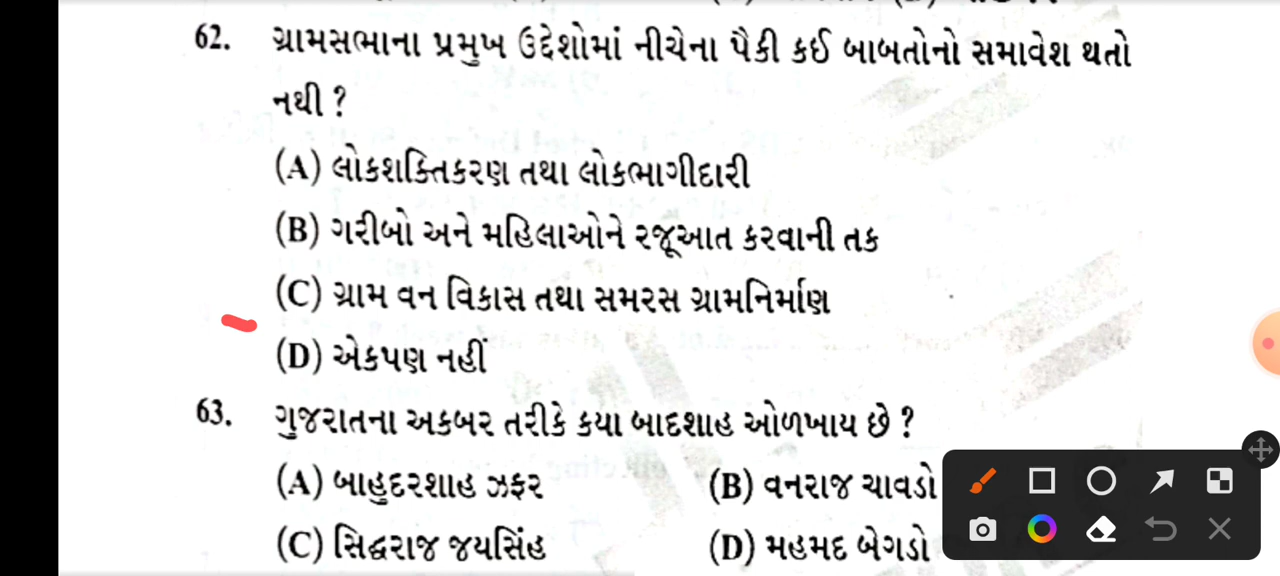 62. ગ્રામસભાના પ્રમુખ ઉદ્દેશોમાં નીચેના પૈકી કઈ બાબતોનો સમાવેશ થતો
નથી ?
(A) લોકશક્તિકરણ તથા લોકભાગીદારી
(B) ગરીબો અને મહિલાઓને રજૂઆત કરવાની તક
(C) ગ્રામ વન વિકાસ તથા સમરસ ગ્રામનિર્માણ
(D) એકપણ નહીં
63. ગુજરાતના અકબર તરીકે કયા બાદશાહ ઓળખાય છે ?
(A) બાહુદરશાહ ઝફર (B) વનરાજ ચાવડો
(C) સિદ્ધરાજ જયસિંહ (D) મહમદ બેગડો